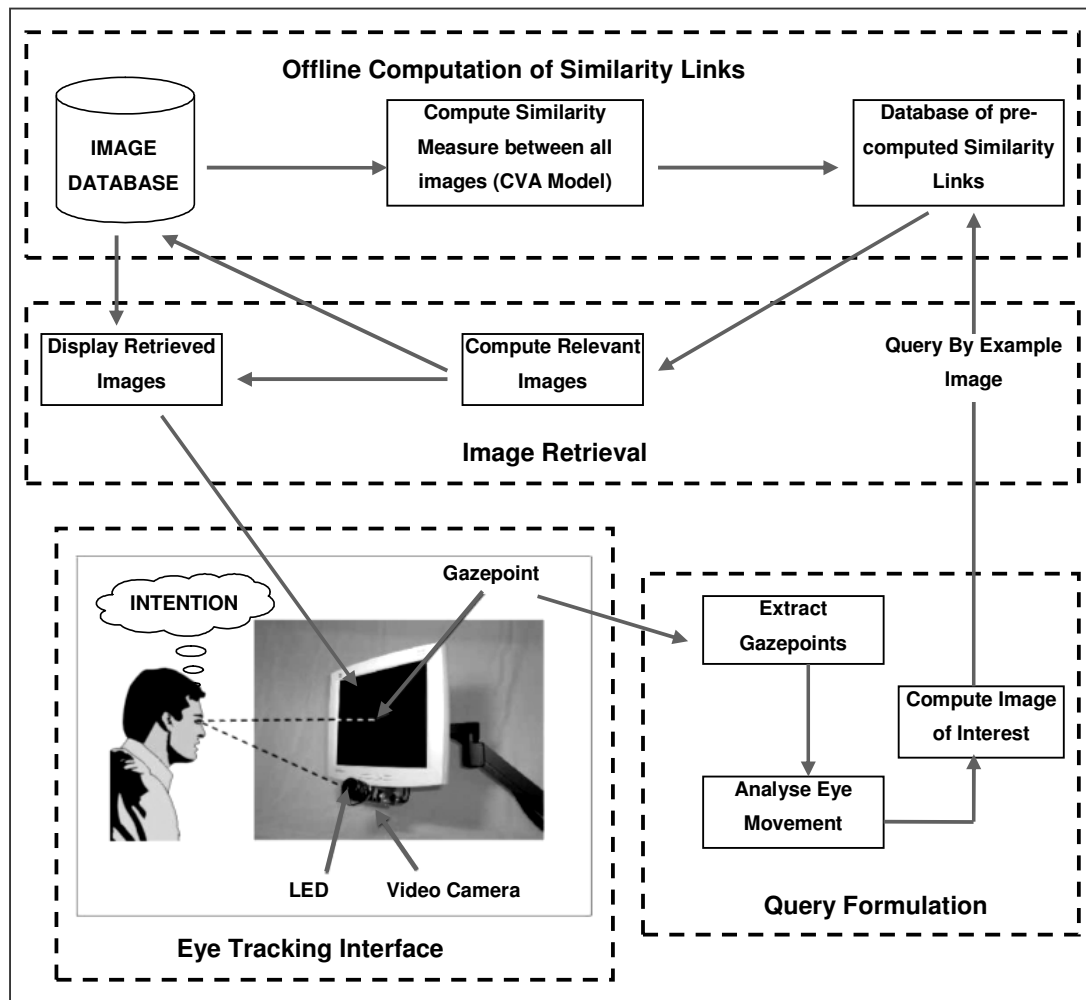 Offline Computation of Similarity Links
IMAGE
DATABASE
Compute Similarity
Measure between all
images (CVA Model)
Database of pre-
computed Similarity
Links
Display Retrieved
Images
Compute Relevant
Images
Query By Example
Image
Image Retrieval
Gazepoint
INTENTION
LED
Video Camera
Eye Tracking Interface
Extract
Gazepoints
Compute Image
of Interest
Analyse Eye
Movement
Query Formulation